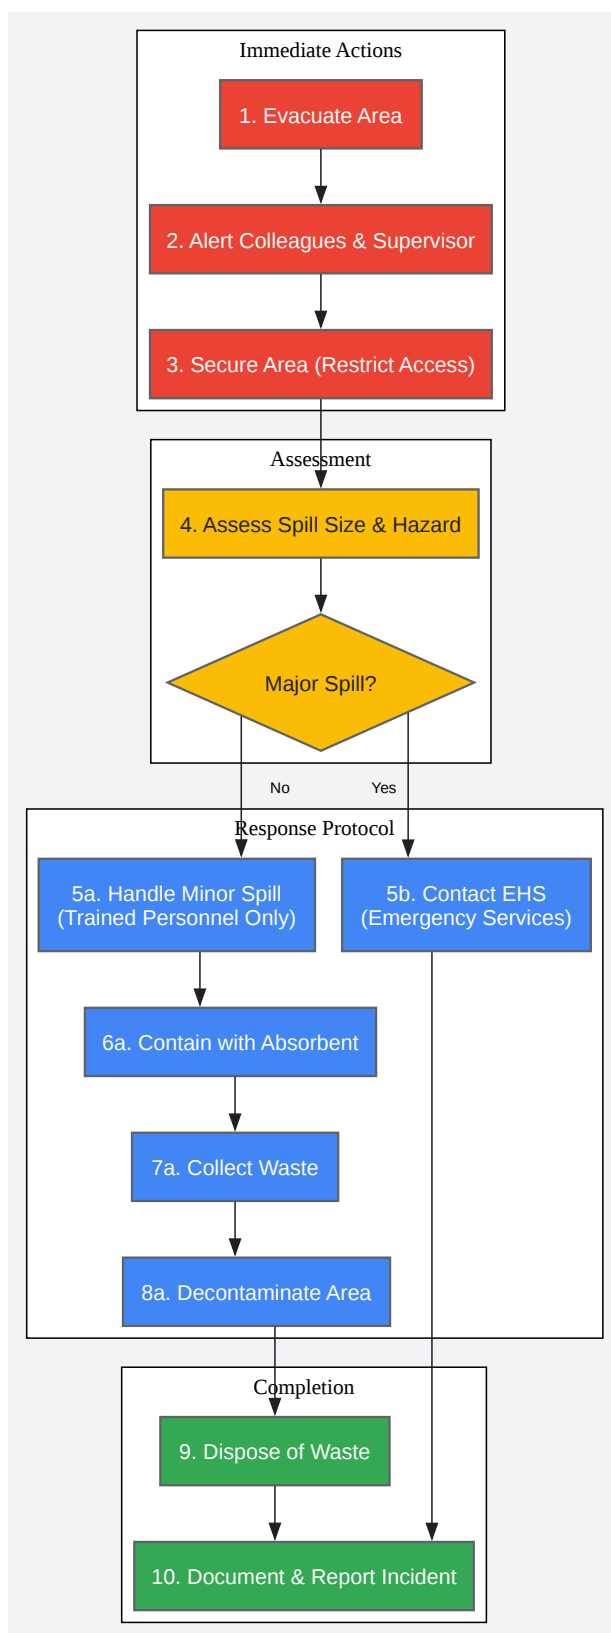 Immediate Actions
1. Evacuate Area
2. Alert Colleagues & Supervisor
3. Secure Area (Restrict Access)
Assessment
4. Assess Spill Size & Hazard
Major Spill?
No
Yes
Response Protocol
5a. Handle Minor Spill
(Trained Personnel Only)
5b. Contact EHS
(Emergency Services)
6a. Contain with Absorbent
7a. Collect Waste
8a. Decontaminate Area
Completion
9. Dispose of Waste
10. Document & Report Incident